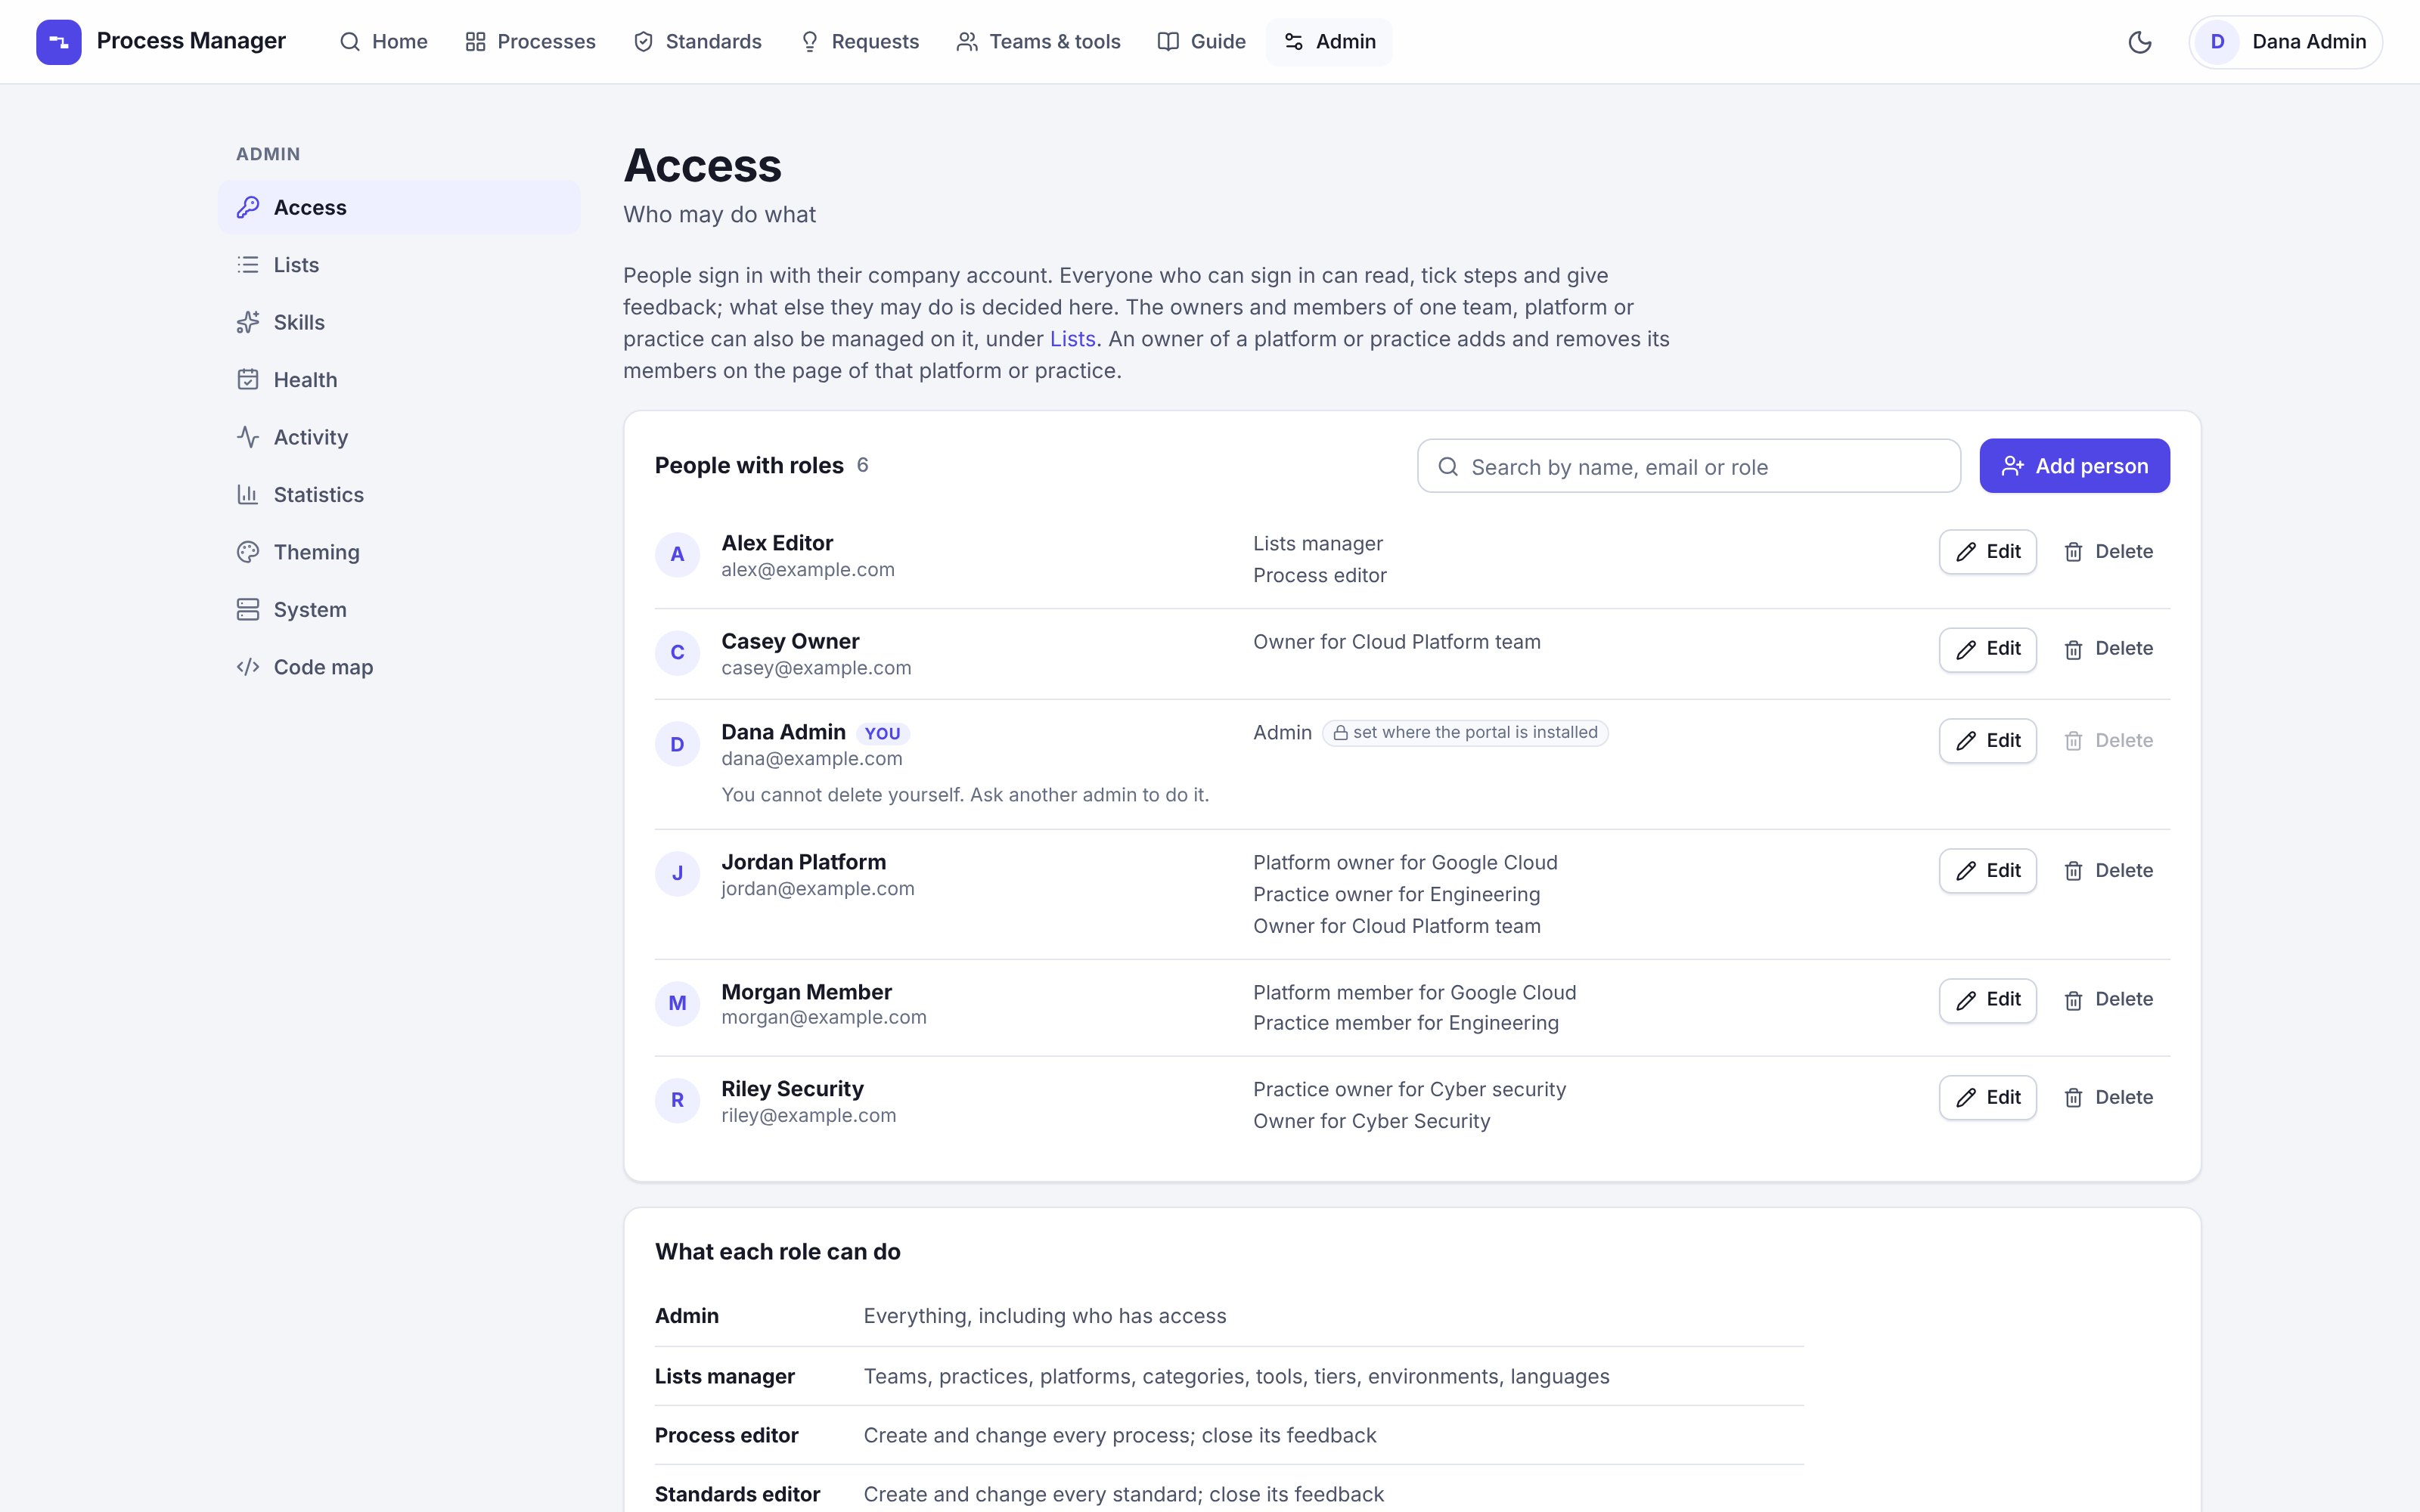 Process Manager
Home
Processes
Standards
Requests
Teams & tools
Guide
Admin
D
Dana Admin
ADMIN
Access
Lists
Skills
Health
Activity
Statistics
Theming
System
Code map
Access
Who may do what
People sign in with their company account. Everyone who can sign in can read, tick steps and give
feedback; what else they may do is decided here. The owners and members of one team, platform or
practice can also be managed on it, under Lists. An owner of a platform or practice adds and removes its
members on the page of that platform or practice.
People with roles 6
Search by name, email or role
Add person
A
Alex Editor
alex@example.com
Lists manager
Process editor
Edit
Delete
C
Casey Owner
casey@example.com
Owner for Cloud Platform team
Edit
Delete
D
Dana Admin YOU
dana@example.com
You cannot delete yourself. Ask another admin to do it.
Admin set where the portal is installed
Edit
Delete
J
Jordan Platform
jordan@example.com
Platform owner for Google Cloud
Practice owner for Engineering
Owner for Cloud Platform team
Edit
Delete
M
Morgan Member
morgan@example.com
Platform member for Google Cloud
Practice member for Engineering
Edit
Delete
R
Riley Security
riley@example.com
Practice owner for Cyber security
Owner for Cyber Security
Edit
Delete
What each role can do
Admin Everything, including who has access
Lists manager Teams, practices, platforms, categories, tools, tiers, environments, languages
Process editor Create and change every process; close its feedback
Standards editor Create and change every standard; close its feedback